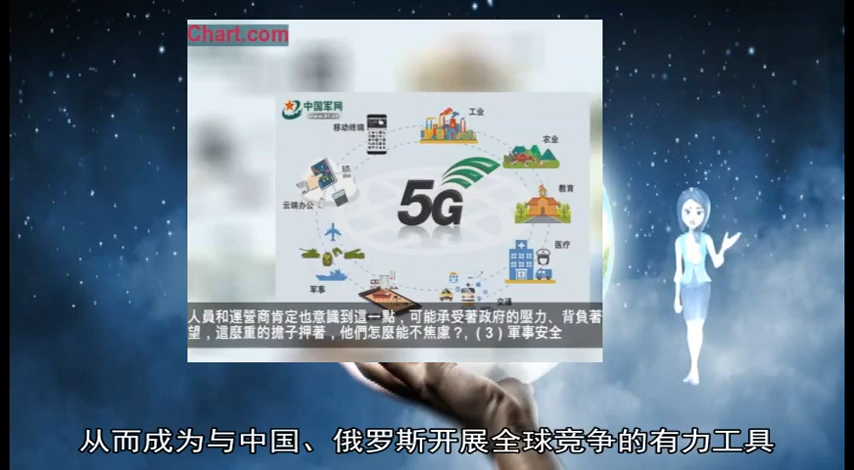 Chart.com
中国军网
www.81.cn
工业
移动终端
农业
5G
教育
云端办公
医疗
军事
交通
人員和運營商肯定也意識到這一點，可能承受著政府的壓力、背負著
望，這麼重的擔子押著，他們怎麼能不焦慮？,（3）軍事安全
从而成为与中国、俄罗斯开展全球竞争的有力工具